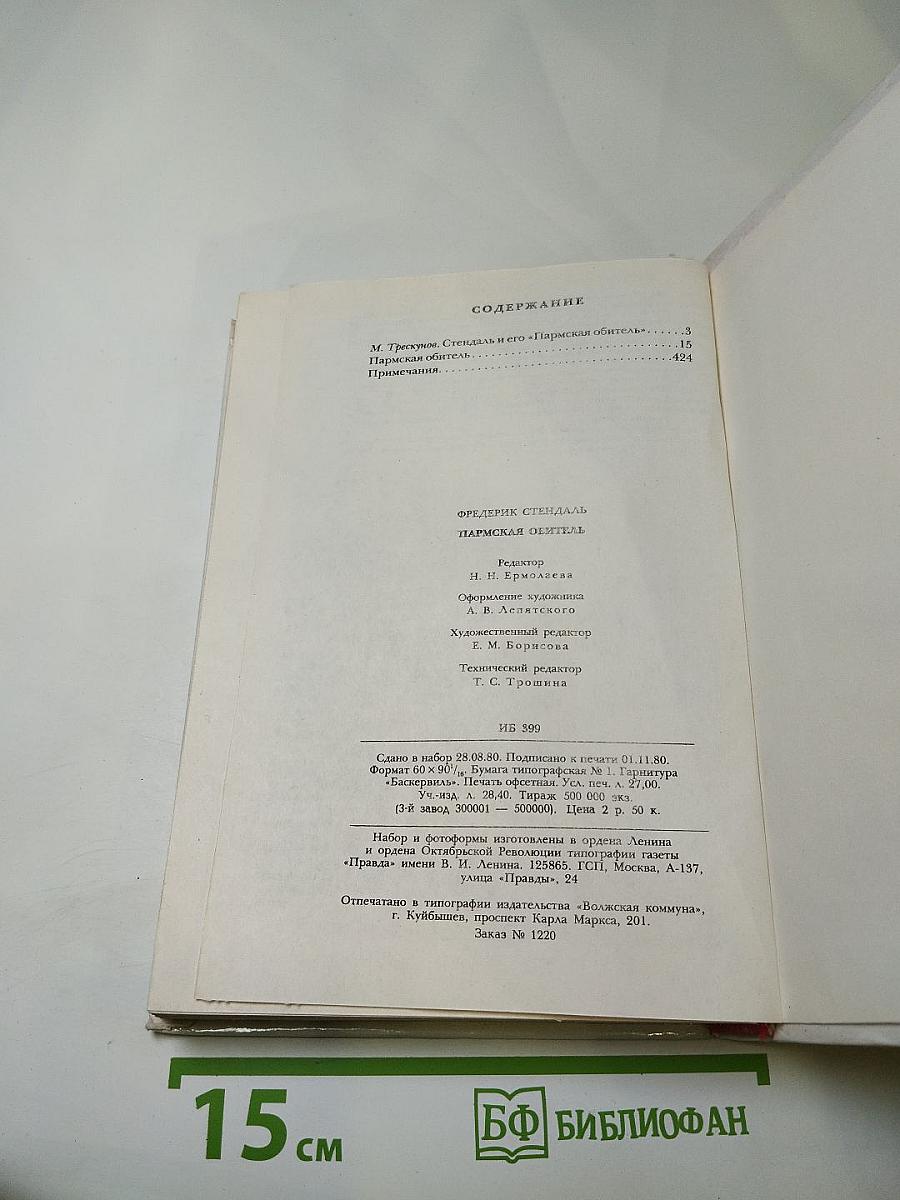 СОДЕРЖАНИЕ
М. Трескунов. Стендаль и его «Пармская обитель»......3
Пармская обитель..............................15
Примечания..................................424
ФРЕДЕРИК СТЕНДАЛЬ
ПАРМСКАЯ ОБИТЕЛЬ
Редактор
Н. Н. Ермолаева
Оформление художника
А. В. Лепятского
Художественный редактор
Е. М. Борисова
Технический редактор
Т. С. Трошина
ИБ 399
Сдано в набор 28.08.80. Подписано к печати 01.11.80.
Формат 60 × 90 1/16. Бумага типографская № 1. Гарнитура
«Баскервиль». Печать офсетная. Усл. печ. л. 27,00.
Уч.-изд. л. 28,40. Тираж 500 000 экз.
(3-й завод 300001 — 500000). Цена 2 р. 50 к.
Набор и фотоформы изготовлены в ордена Ленина
и ордена Октябрьской Революции типографии газеты
«Правда» имени В. И. Ленина. 125865. ГСП, Москва, А-137,
улица «Правды», 24
Отпечатано в типографии издательства «Волжская коммуна»,
г. Куйбышев, проспект Карла Маркса, 201.
Заказ № 1220
15 см
БФ БИБЛИОФАН